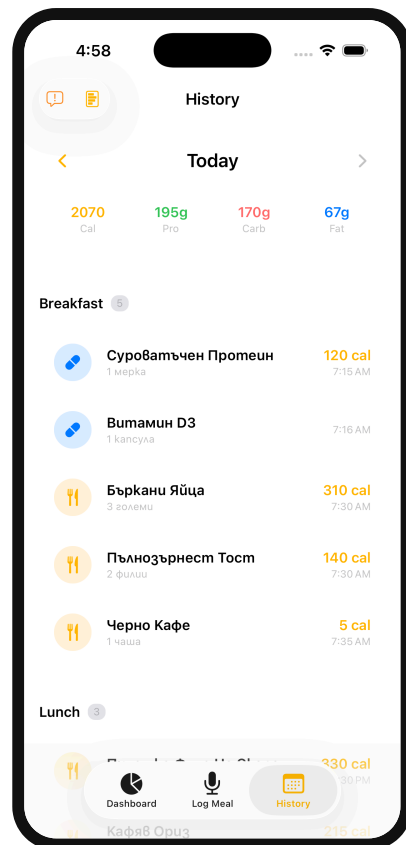 4:58
History
Today
2070 195g 170g 67g
Cal Pro Carb Fat
Breakfast 5
Суроватъчен Протеин 120 cal
1 мерка 7:15 AM
Витамин D3
1 капсула 7:16 AM
Бъркани Яйца 310 cal
3 големи 7:30 AM
Пълнозърнест Тост 140 cal
2 филии 7:30 AM
Черно Кафе 5 cal
1 чаша 7:35 AM
Lunch 3
330 cal
Dashboard Log Meal History
Кафяв Ориз 216 cal